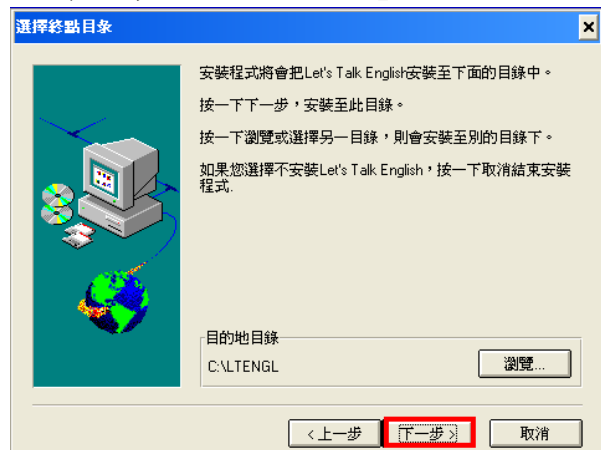 選擇終點目彔
安裝程式將會把Let's Talk English安裝至下面的目錄中。
按一下下一步，安裝至此目錄。
按一下瀏覽或選擇另一目錄，則會安裝至別的目錄下。
如果您選擇不安裝Let's Talk English，按一下取消結束安裝
程式.
目的地目錄
C:\LTENGL
瀏覽...
<上一步
下一步>
取消